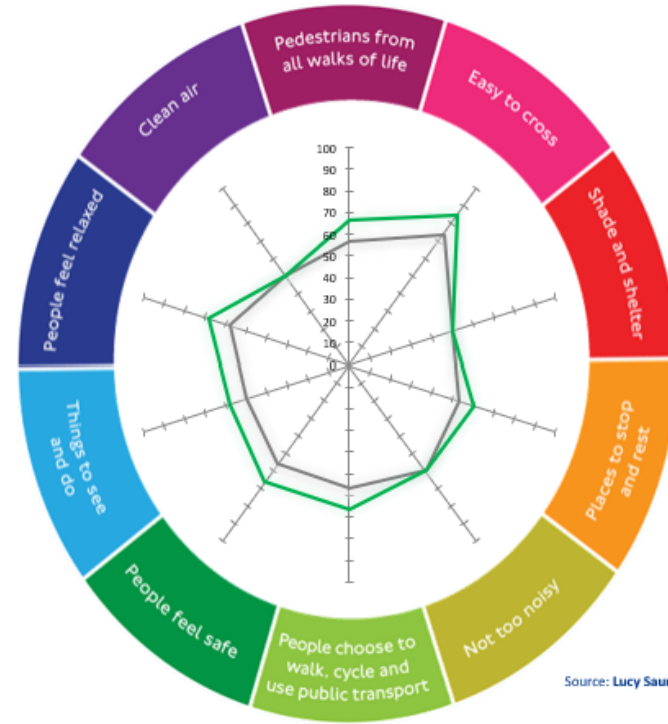 Pedestrians from
all walks of life
Easy to cross
Shade and shelter
Places to stop
and rest
Not too noisy
People choose to
walk, cycle and
use public transport
People feel safe
Things to see
and do
People feel relaxed
Clean air
100
90
80
70
60
50
40
30
20
10
0
Source: Lucy Saun